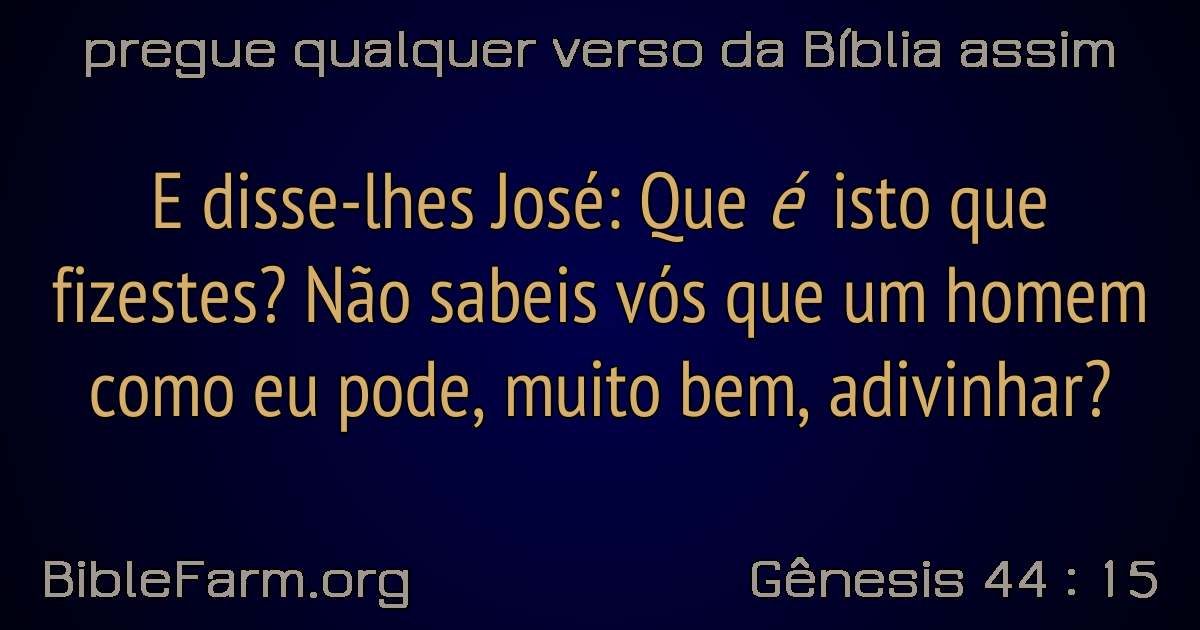 pregue qualquer verso da Bíblia assim
E disse-lhes José: Que é isto que
fizestes? Não sabeis vós que um homem
como eu pode, muito bem, adivinhar?
BibleFarm.org
Gênesis 44 : 15